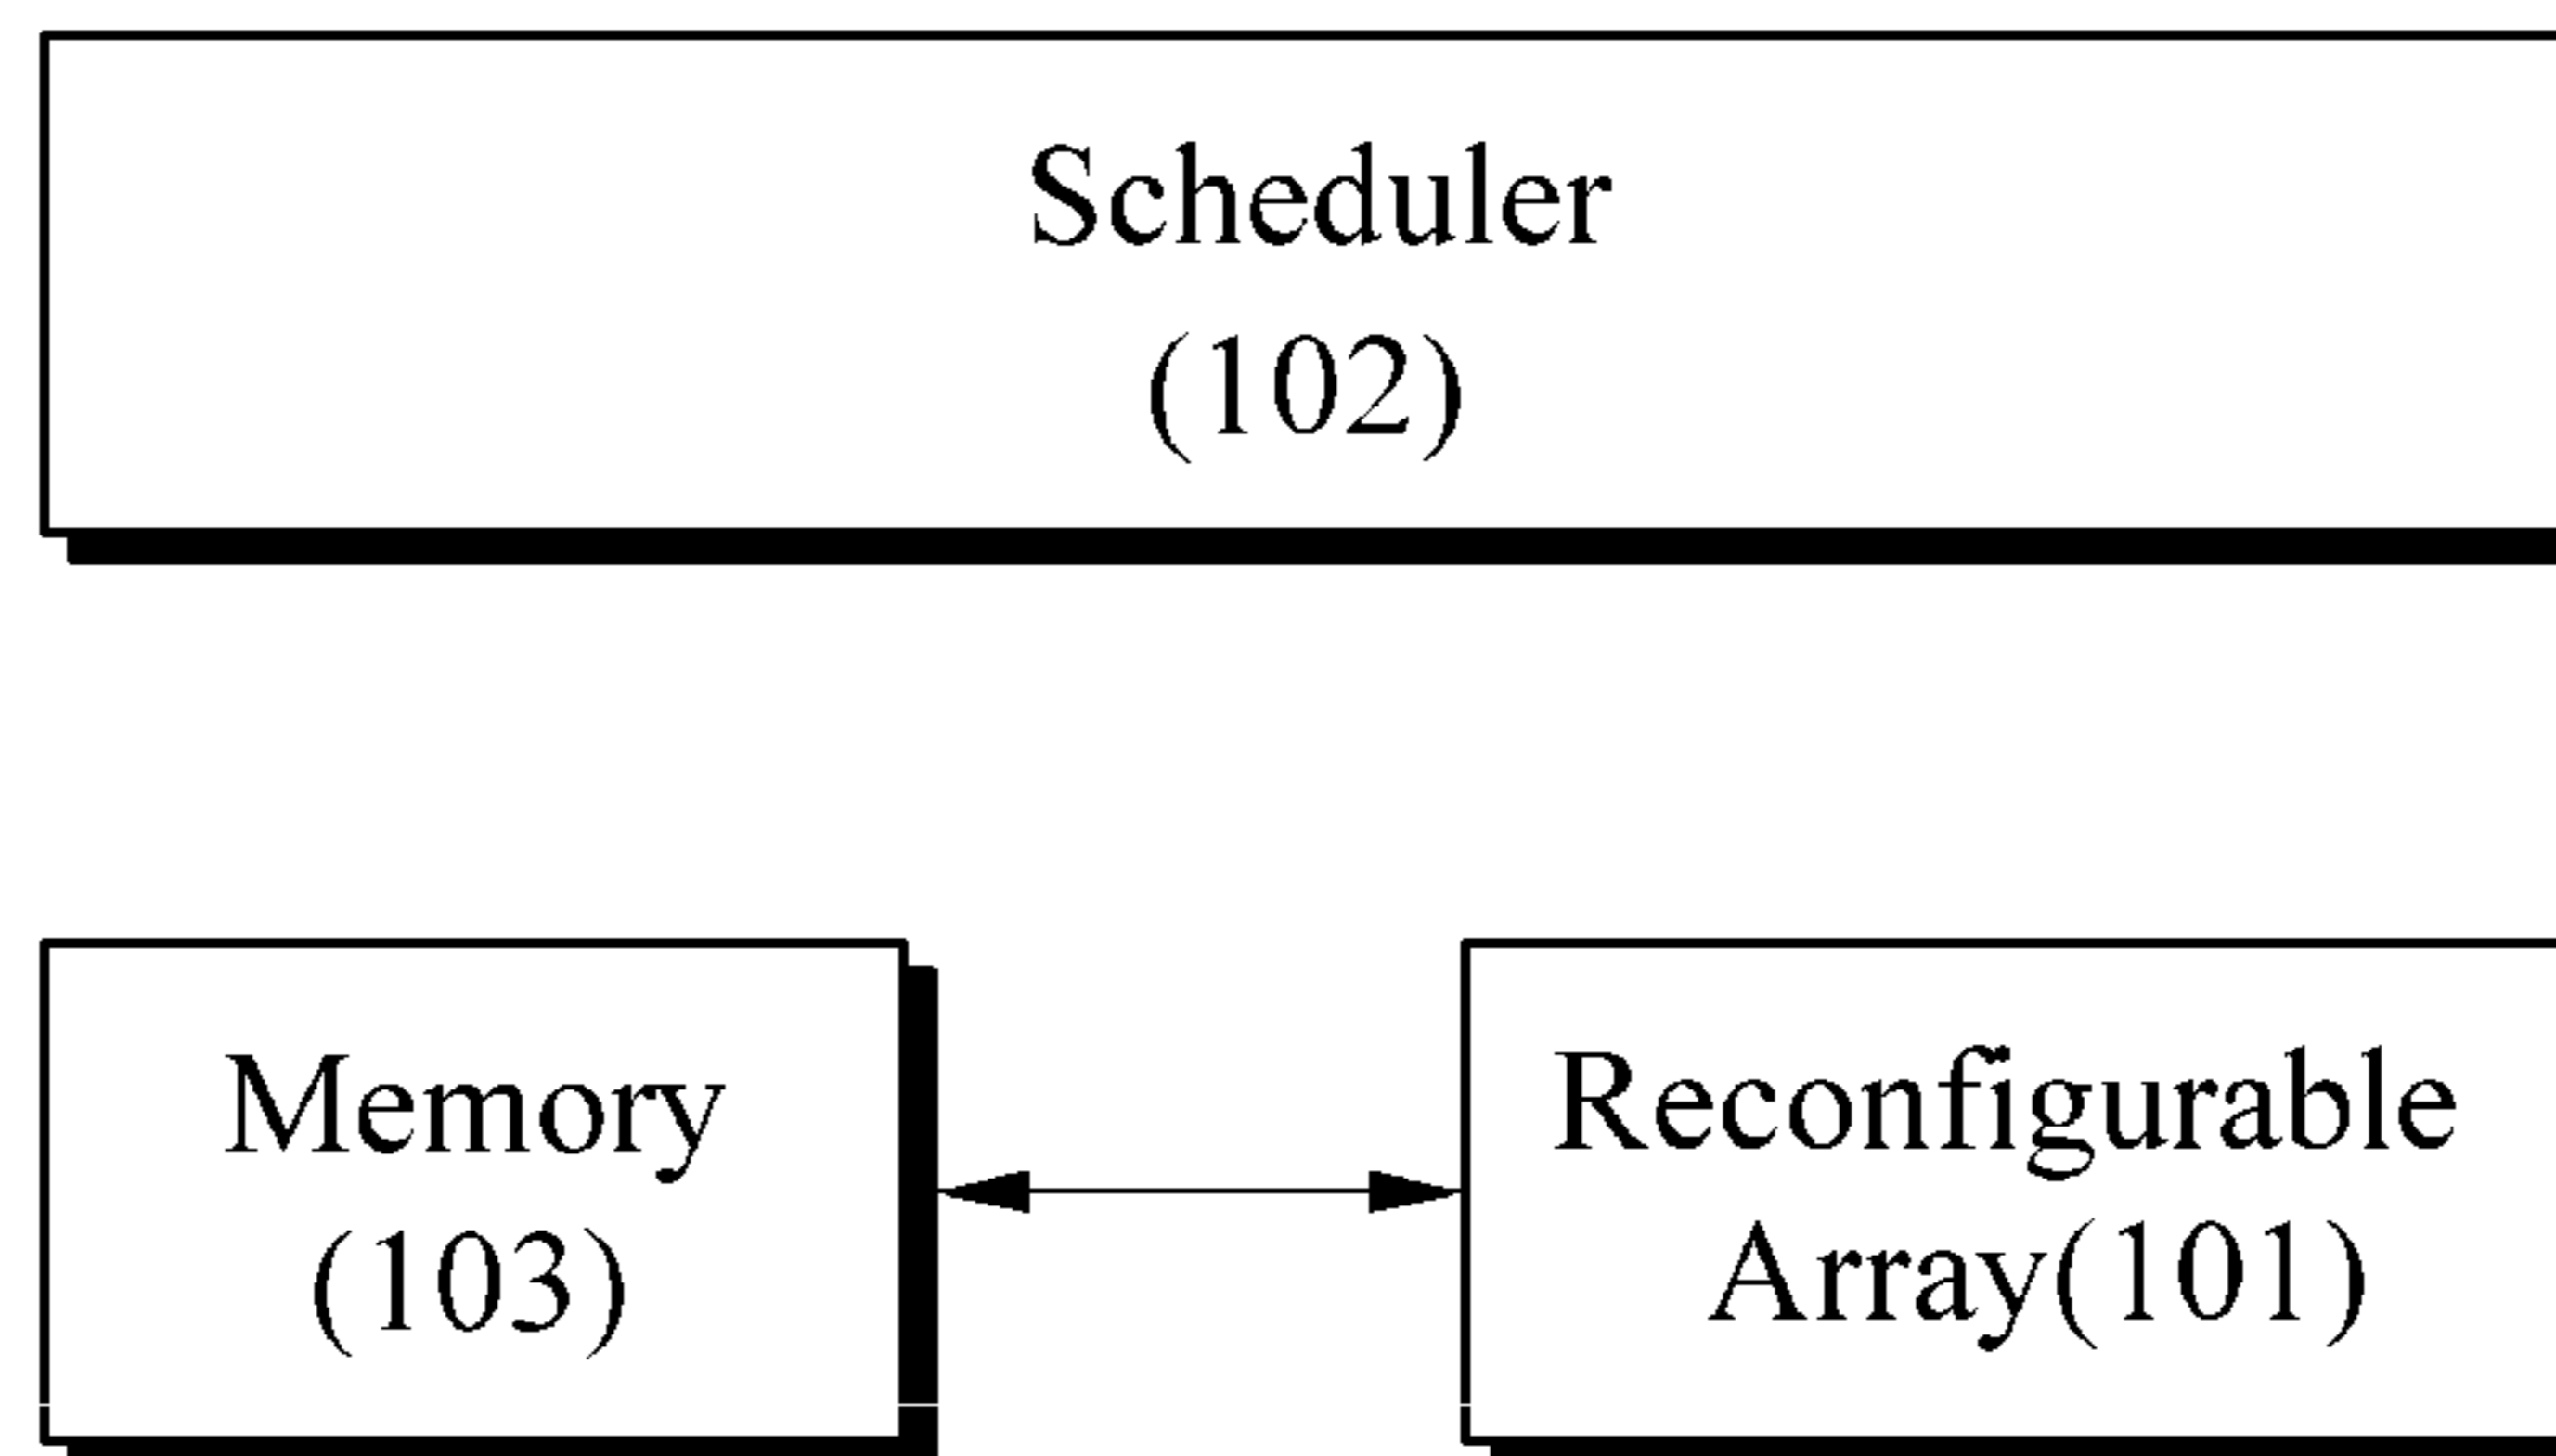 Scheduler
(102)
Memory
(103)
Reconfigurable
Array(101)